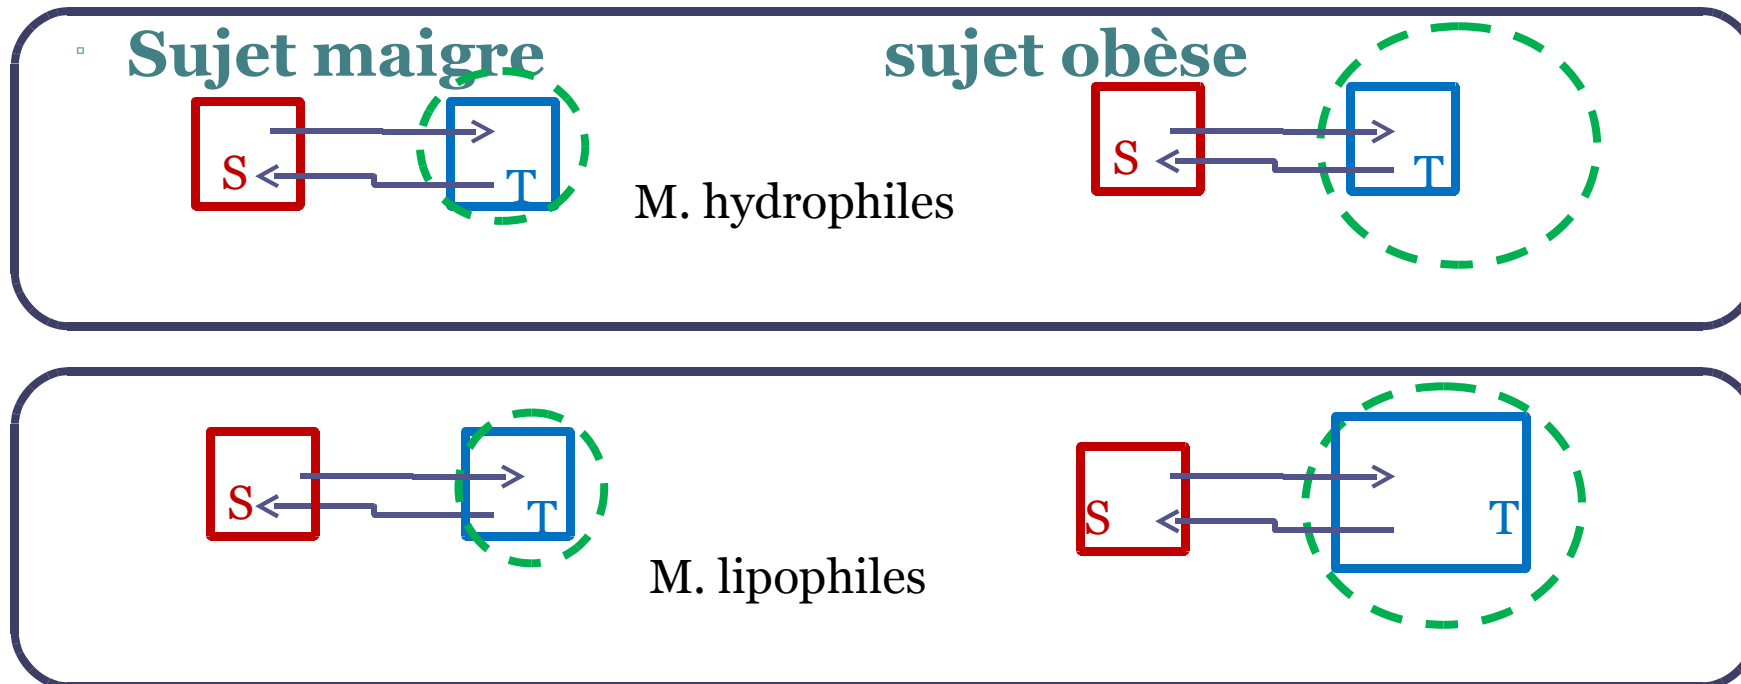 Sujet maigre sujet obèse
S T S T
M. hydrophiles
S T S T
M. lipophiles